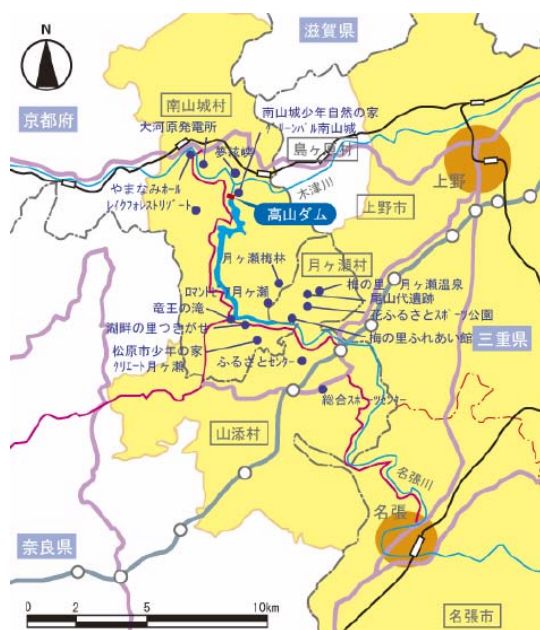 N
滋賀県
京都府
南山城村
大河原発電所
夢絃峡
南山城少年自然の家
グリーンパル南山城
島ヶ原村
上野
やまなみホール
レイクフォレストリゾート
木津川
高山ダム
上野市
月ヶ瀬梅林
月ヶ瀬村
梅の里 月ヶ瀬温泉
ロマントピア月ヶ瀬
尾山代遺跡
花ふるさとスポーツ公園
竜王の滝
湖畔の里つきがせ
梅の里ふれあい館
三重県
松原市少年の家
クリエート月ヶ瀬
ふるさとセンター
総合スポーツセンター
山添村
名張川
名張
奈良県
名張市
0 2 5 10km